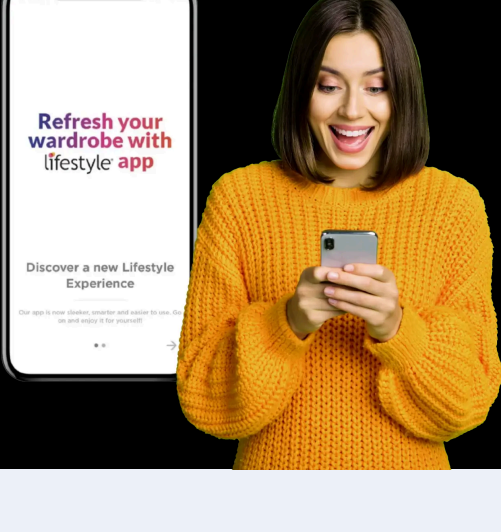 Refresh your
wardrobe with
lifestyle app
Discover a new Lifestyle
Experience
Our app is now sleeker, smarter and easier to use. Go
on and enjoy it for yourself!